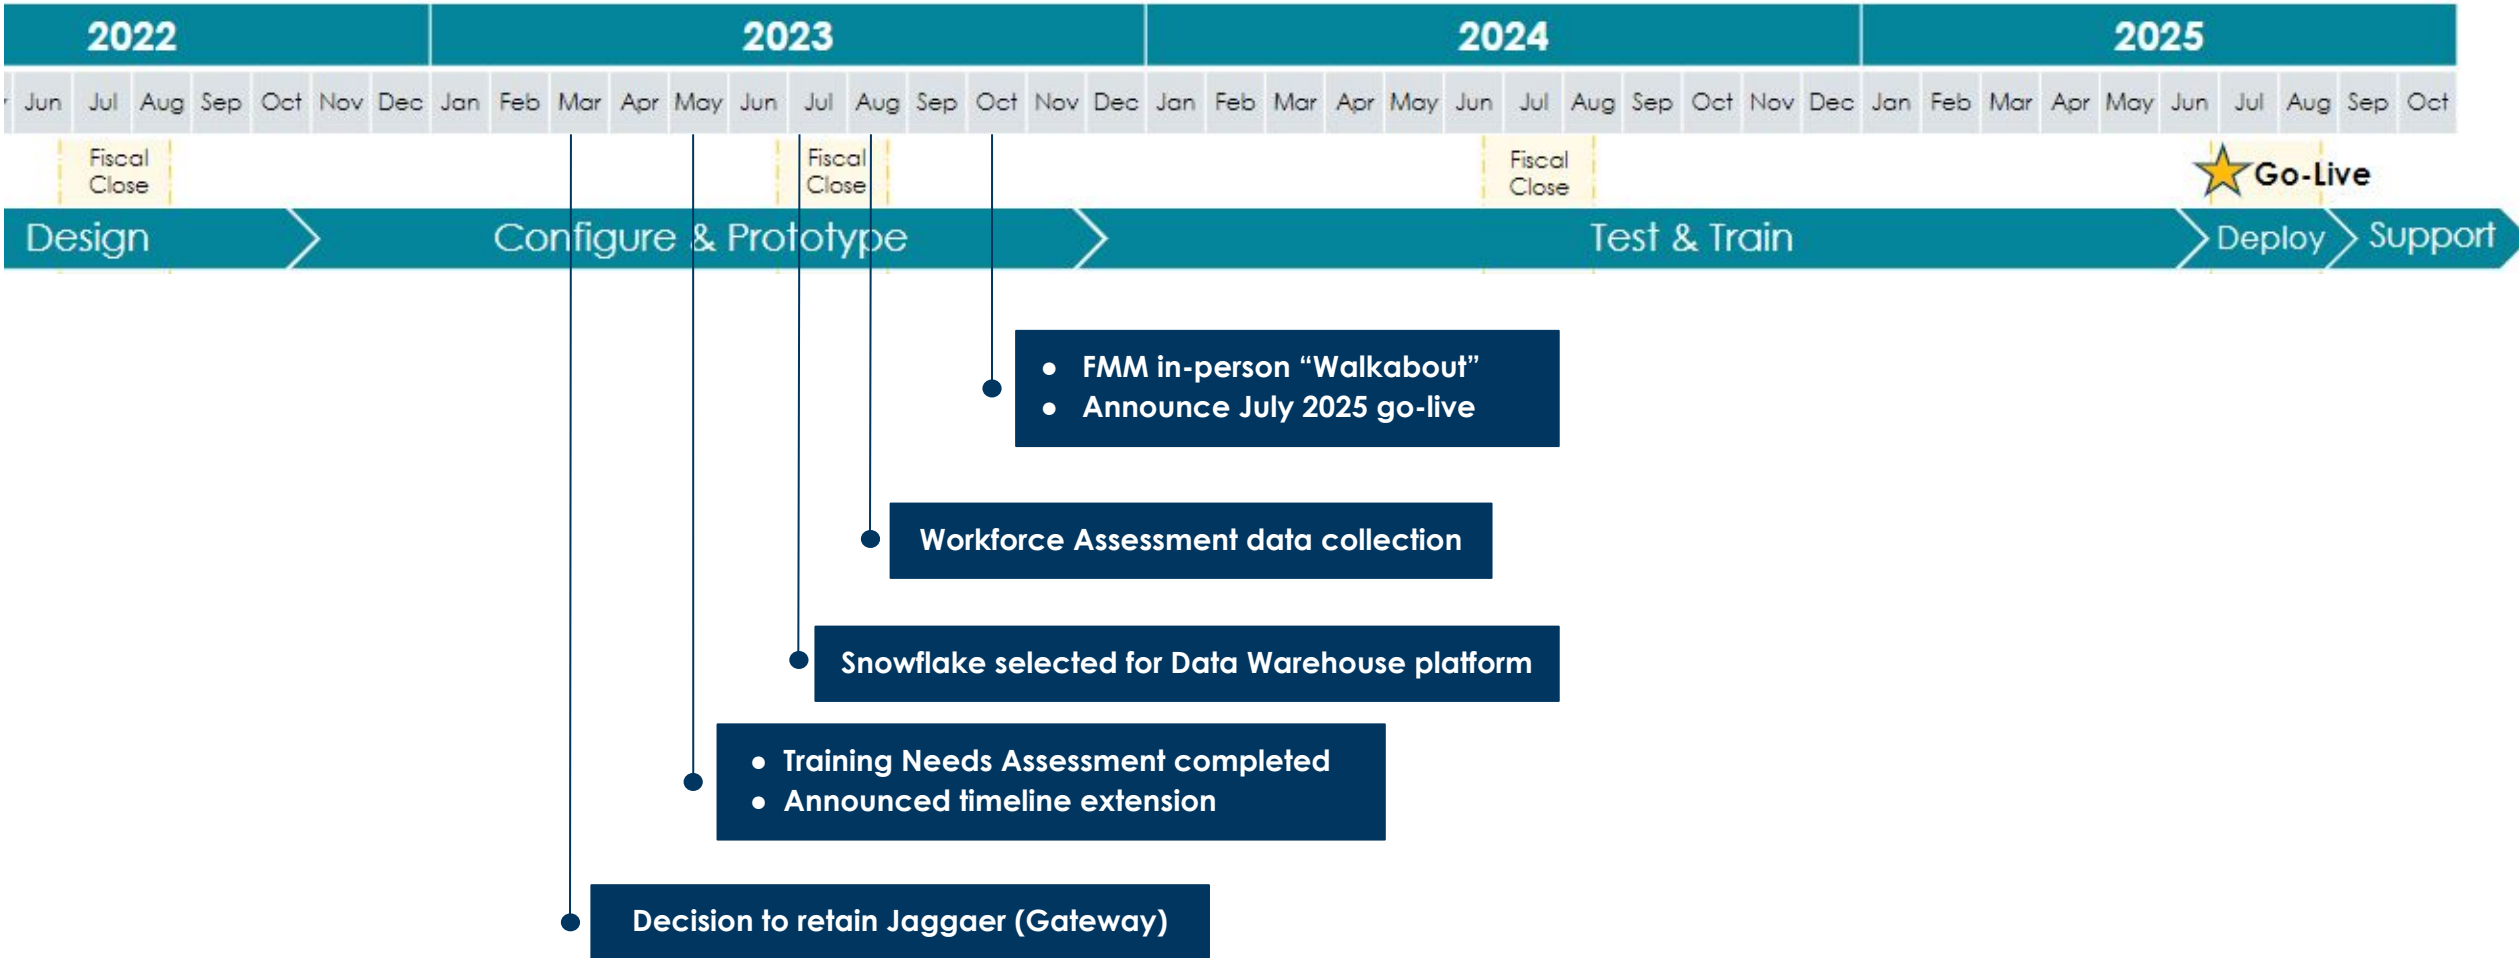 2022 2023 2024 2025
Jun Jul Aug Sep Oct Nov Dec Jan Feb Mar Apr May Jun Jul Aug Sep Oct Nov Dec Jan Feb Mar Apr May Jun Jul Aug Sep Oct Nov Dec Jan Feb Mar Apr May Jun Jul Aug Sep Oct
Fiscal
Close
Fiscal
Close
Fiscal
Close
Go-Live
Design Configure & Prototype Test & Train Deploy Support
● FMM in-person “Walkabout”
● Announce July 2025 go-live
Workforce Assessment data collection
Snowflake selected for Data Warehouse platform
● Training Needs Assessment completed
● Announced timeline extension
Decision to retain Jaggaer (Gateway)